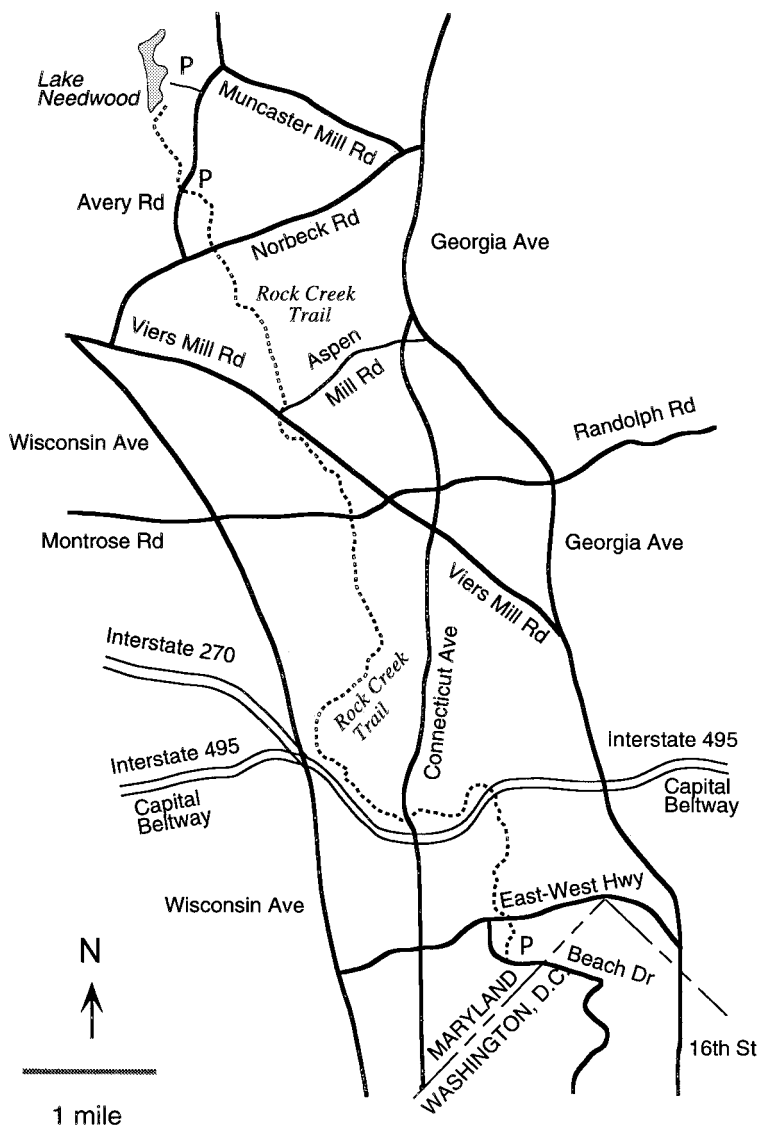 P
Lake
Needwood
Muncaster Mill Rd
P
Avery Rd
Norbeck Rd
Georgia Ave
Rock Creek
Trail
Viers Mill Rd
Aspen
Mill Rd
Randolph Rd
Wisconsin Ave
Montrose Rd
Georgia Ave
Viers Mill Rd
Interstate 270
Rock Creek
Trail
Connecticut Ave
Interstate 495
Capital
Beltway
Interstate 495
Capital
Beltway
East-West Hwy
Wisconsin Ave
P
Beach Dr
N
MARYLAND
WASHINGTON, D.C.
16th St
1 mile